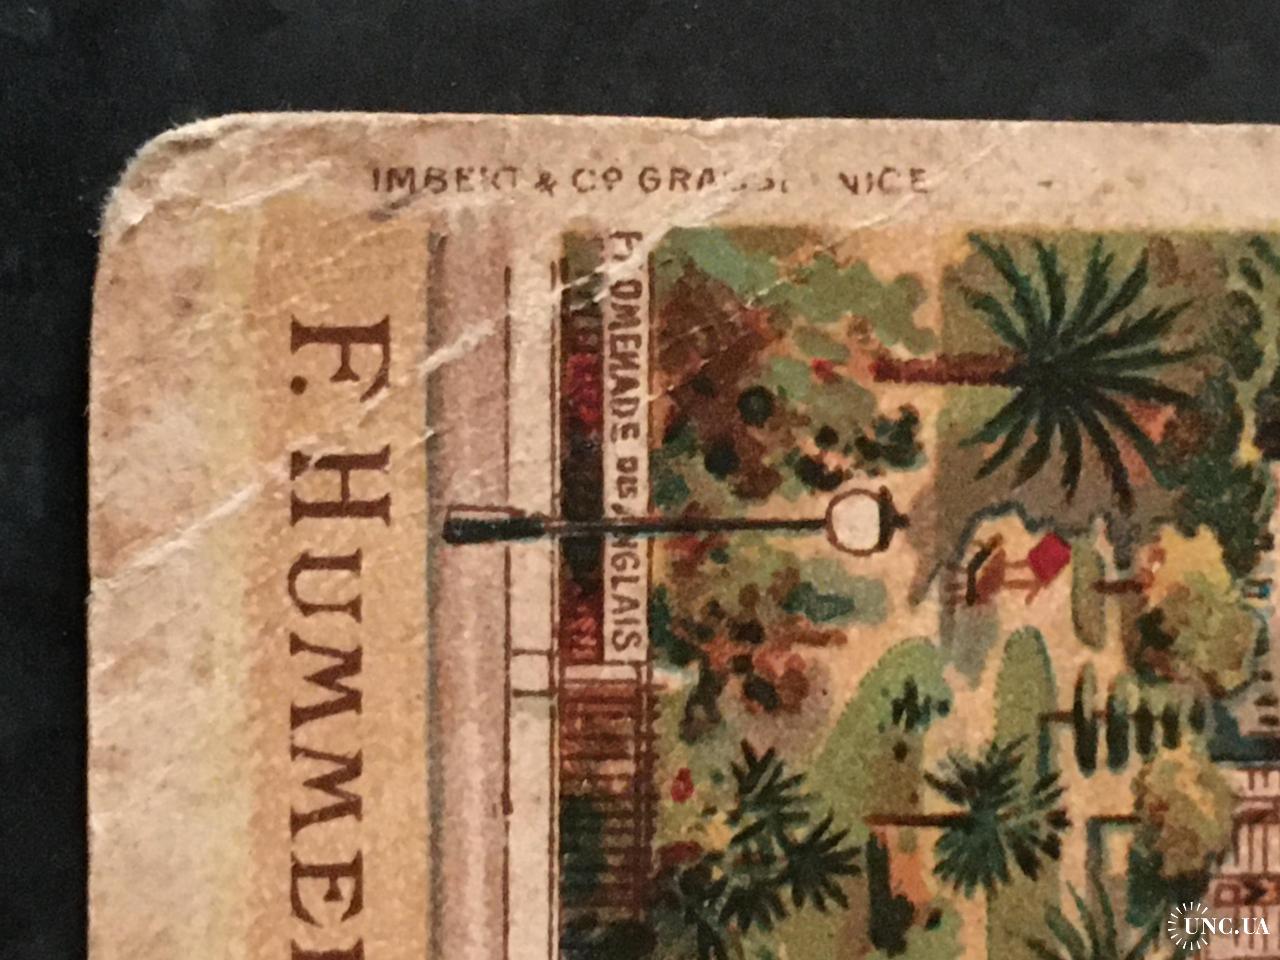 IMBERT & Cº GRASSE NICE
PROMENADE DES ANGLAIS
F. HUMME
UNC.UA